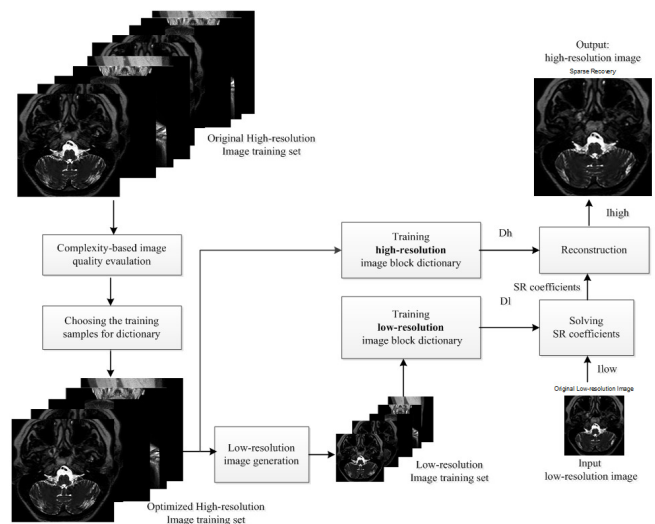 Output:
high-resolution image
Sparse Recovery
Original High-resolution
Image training set
Ihigh
Complexity-based image
quality evaulation
Training
high-resolution
image block dictionary
Dh
Reconstruction
SR coefficients
Choosing the training
samples for dictionary
Training
low-resolution
image block dictionary
Dl
Solving
SR coefficients
Ilow
Original Low-resolution Image
Low-resolution
image generation
Low-resolution
Image training set
Input
low-resolution image
Optimized High-resolution
Image training set